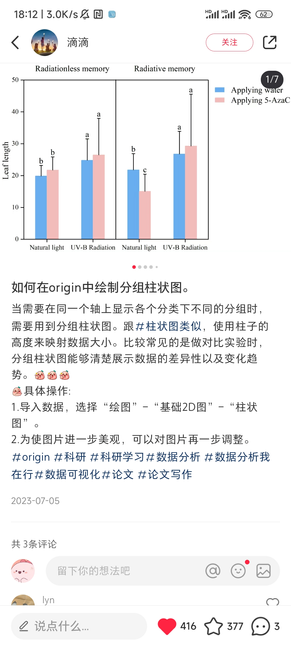 18:12 | 3.0K/s
62
滴滴
关注
1/7
Radiationless memory
Radiative memory
Applying water
Applying 5-AzaC
Leaf length
50
40
30
20
10
0
b
b
a
a
b
c
a
a
Natural light
UV-B Radiation
Natural light
UV-B Radiation
如何在origin中绘制分组柱状图。
当需要在同一个轴上显示各个分类下不同的分组时，
需要用到分组柱状图。跟#柱状图类似，使用柱子的
高度来映射数据大小。比较常见的是做对比实验时，
分组柱状图能够清楚展示数据的差异性以及变化趋
势。
具体操作:
1.导入数据，选择“绘图”–“基础2D图”–“柱状
图”。
2.为使图片进一步美观，可以对图片再一步调整。
#origin #科研 #科研学习#数据分析 #数据分析我
在行#数据可视化#论文 #论文写作
2023-07-05
共 3条评论
留下你的想法吧
lyn
说点什么...
416
377
3